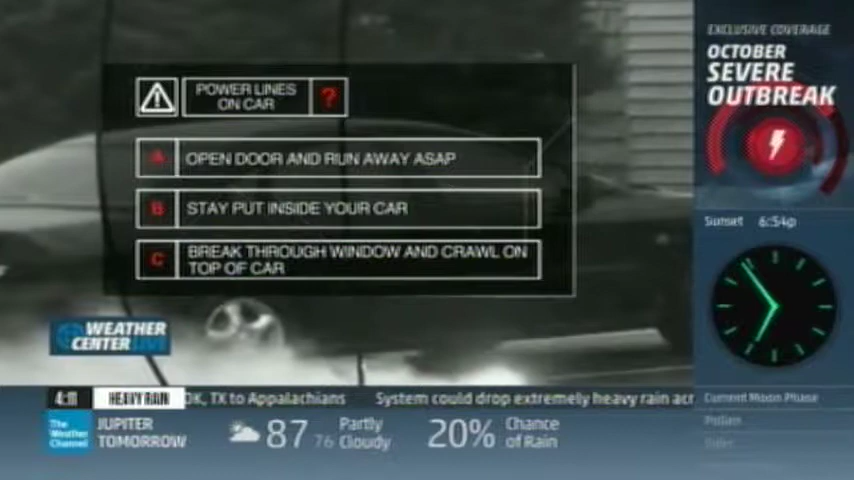 EXCLUSIVE COVERAGE
OCTOBER
SEVERE
OUTBREAK
POWER LINES
ON CAR
?
A OPEN DOOR AND RUN AWAY ASAP
B STAY PUT INSIDE YOUR CAR
C BREAK THROUGH WINDOW AND CRAWL ON
TOP OF CAR
Sunset 6:54p
WEATHER
CENTER LIVE
4:11 HEAVY RAIN OK, TX to Appalachians System could drop extremely heavy rain acr
Current Moon Phase
Pollen
The
Weather
Channel
JUPITER
TOMORROW
87 76
Partly
Cloudy
20%
Chance
of Rain